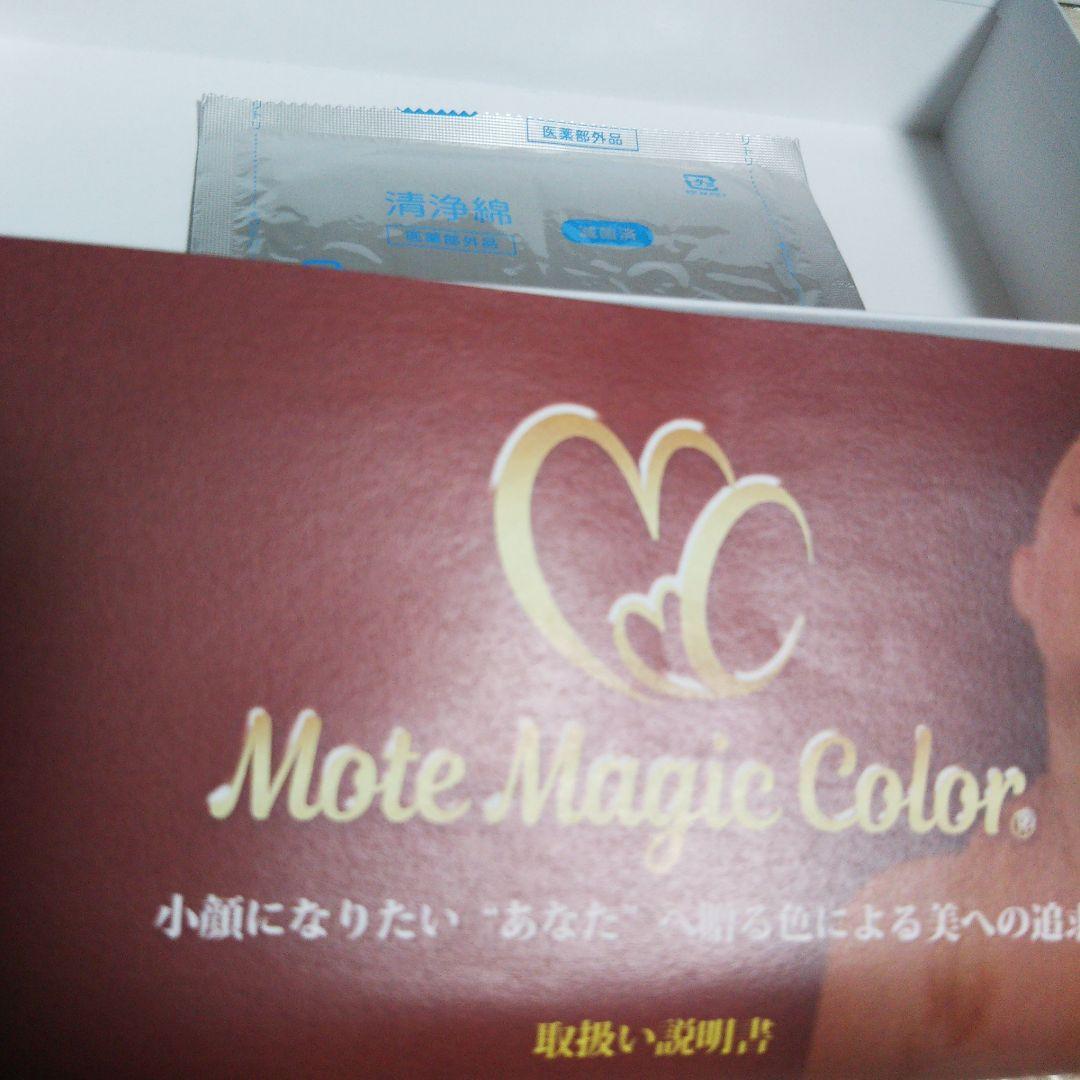 医薬部外品
清浄綿
医薬部外品
滅菌済
Mote Magic Color®
小顔になりたい "あなた" へ贈る色による美への追求
取扱い説明書